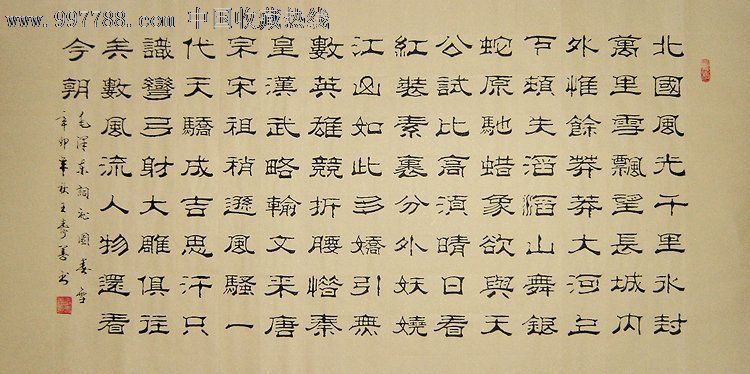 www.997788.com 中国收藏热线
北國風光千里氷封
萬里雪飄望長城內
外惟餘莽莽大河上
下頓失滔滔山舞銀
蛇原馳蜡象欲與天
公試比高須晴日看
紅裝素裹分外妖嬈
江山如此多嬌引無
數英雄競折腰惜秦
皇漢武略輸文采唐
宗宋祖稍遜風騷一
代天驕成吉思汗只
識彎弓射大雕俱往
矣數風流人物還看
今朝
毛澤東詞沁園春雪
辛卯年秋王壽善书